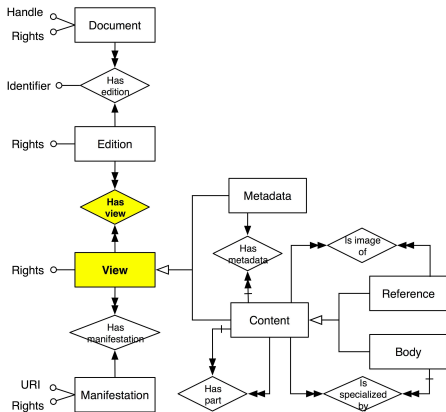 Handle
Document
Rights
Has
edition
Identifier
Rights
Edition
Has
view
Metadata
Is image
of
Has
metadata
Rights
View
Reference
Content
Has
manifestation
Body
URI
Manifestation
Rights
Has
part
Is
specialized
by